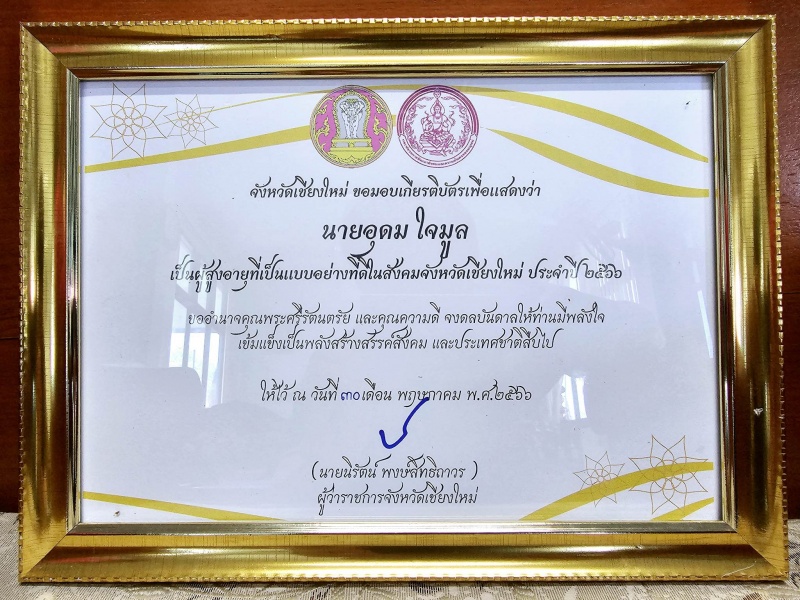 จังหวัดเชียงใหม่ ขอมอบเกียรติบัตรเพื่อแสดงว่า
นายอุดม ใจมูล
เป็นผู้สูงอายุที่เป็นแบบอย่างที่ดีในสังคมจังหวัดเชียงใหม่ ประจำปี ๒๕๖๖
ขออำนาจคุณพระศรีรัตนตรัย และคุณความดี จงดลบันดาลให้ท่านมีพลังใจ
เข้มแข็งเป็นพลังสร้างสรรค์สังคม และประเทศชาติสืบไป
ให้ไว้ ณ วันที่ ๓๐ เดือน พฤษภาคม พ.ศ.๒๕๖๖
(นายนิรัตน์ พงษ์สิทธิถาวร )
ผู้ว่าราชการจังหวัดเชียงใหม่